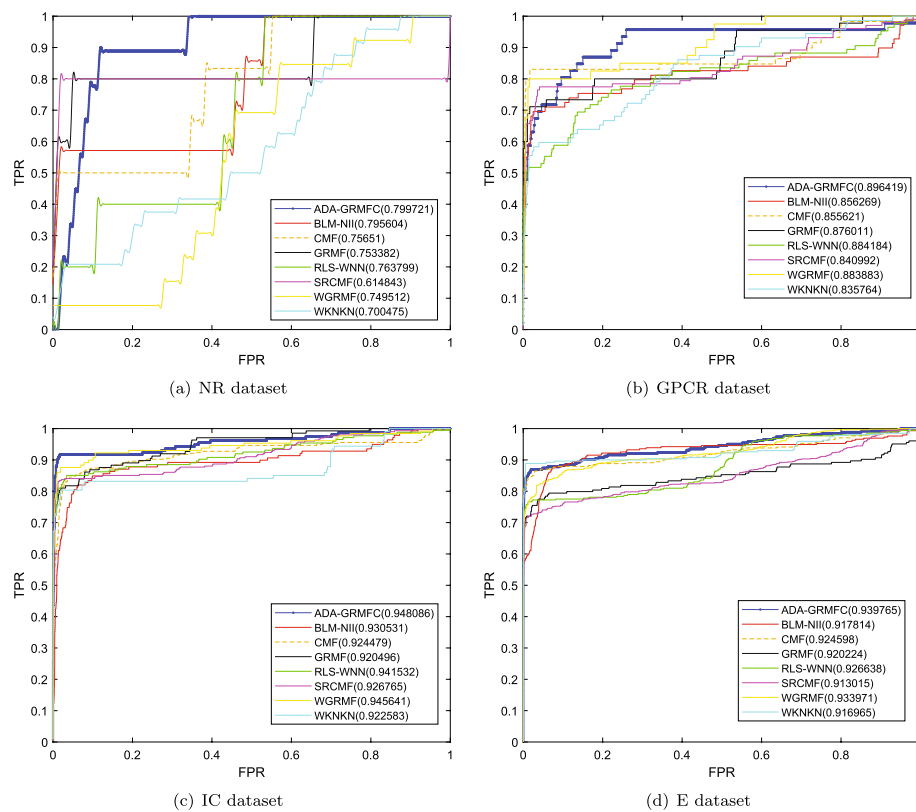 1
0.9
0.8
0.7
0.6
0.5
0.4
0.3
0.2
0.1
0
TPR
0 0.2 0.4 0.6 0.8 1
FPR
ADA-GRMFC(0.799721)
BLM-NII(0.795604)
CMF(0.75651)
GRMF(0.753382)
RLS-WNN(0.763799)
SRCMF(0.614843)
WGRMF(0.749512)
WKNKN(0.700475)
(a) NR dataset
1
0.9
0.8
0.7
0.6
0.5
0.4
0.3
0.2
0.1
0
TPR
0 0.2 0.4 0.6 0.8
FPR
ADA-GRMFC(0.896419)
BLM-NII(0.856269)
CMF(0.855621)
GRMF(0.876011)
RLS-WNN(0.884184)
SRCMF(0.840992)
WGRMF(0.883883)
WKNKN(0.835764)
(b) GPCR dataset
1
0.9
0.8
0.7
0.6
0.5
0.4
0.3
0.2
0.1
0
TPR
0 0.2 0.4 0.6 0.8 1
FPR
ADA-GRMFC(0.948086)
BLM-NII(0.930531)
CMF(0.924479)
GRMF(0.920496)
RLS-WNN(0.941532)
SRCMF(0.926765)
WGRMF(0.945641)
WKNKN(0.922583)
(c) IC dataset
1
0.9
0.8
0.7
0.6
0.5
0.4
0.3
0.2
0.1
0
TPR
0 0.2 0.4 0.6 0.8
FPR
ADA-GRMFC(0.939765)
BLM-NII(0.917814)
CMF(0.924598)
GRMF(0.920224)
RLS-WNN(0.926638)
SRCMF(0.913015)
WGRMF(0.933971)
WKNKN(0.916965)
(d) E dataset